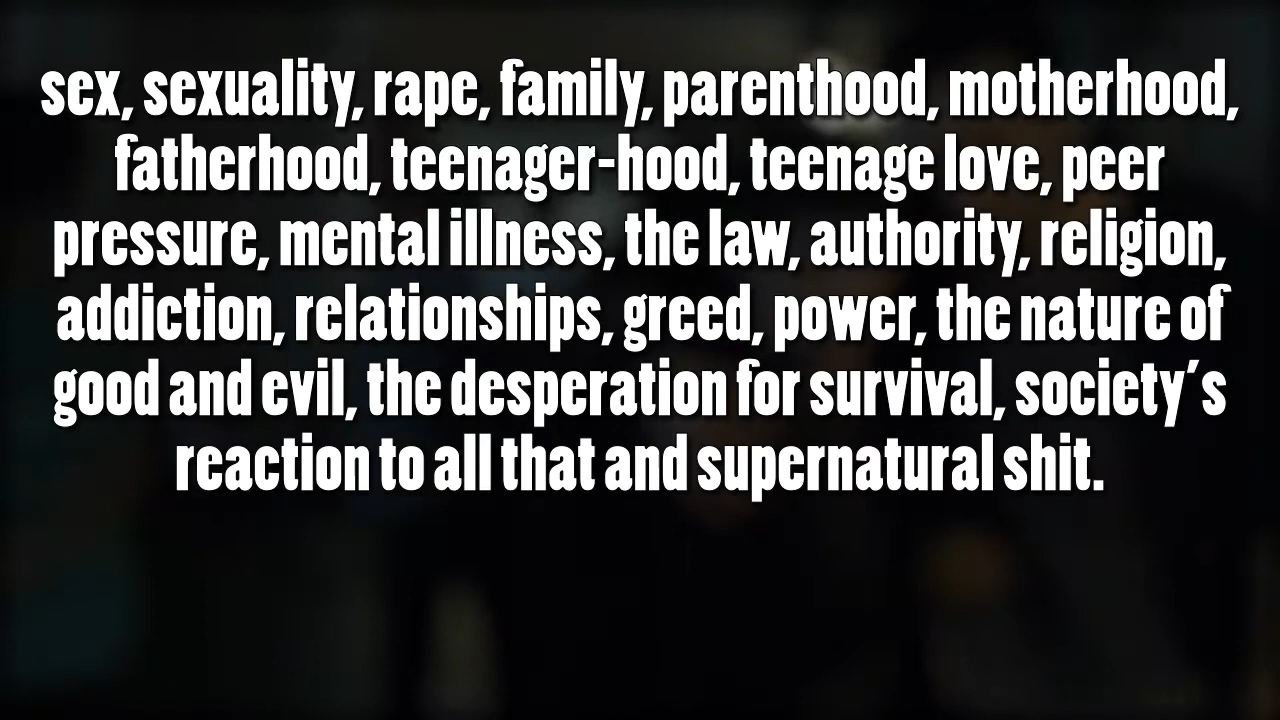 sex, sexuality, rape, family, parenthood, motherhood,
fatherhood, teenager-hood, teenage love, peer
pressure, mental illness, the law, authority, religion,
addiction, relationships, greed, power, the nature of
good and evil, the desperation for survival, society's
reaction to all that and supernatural shit.